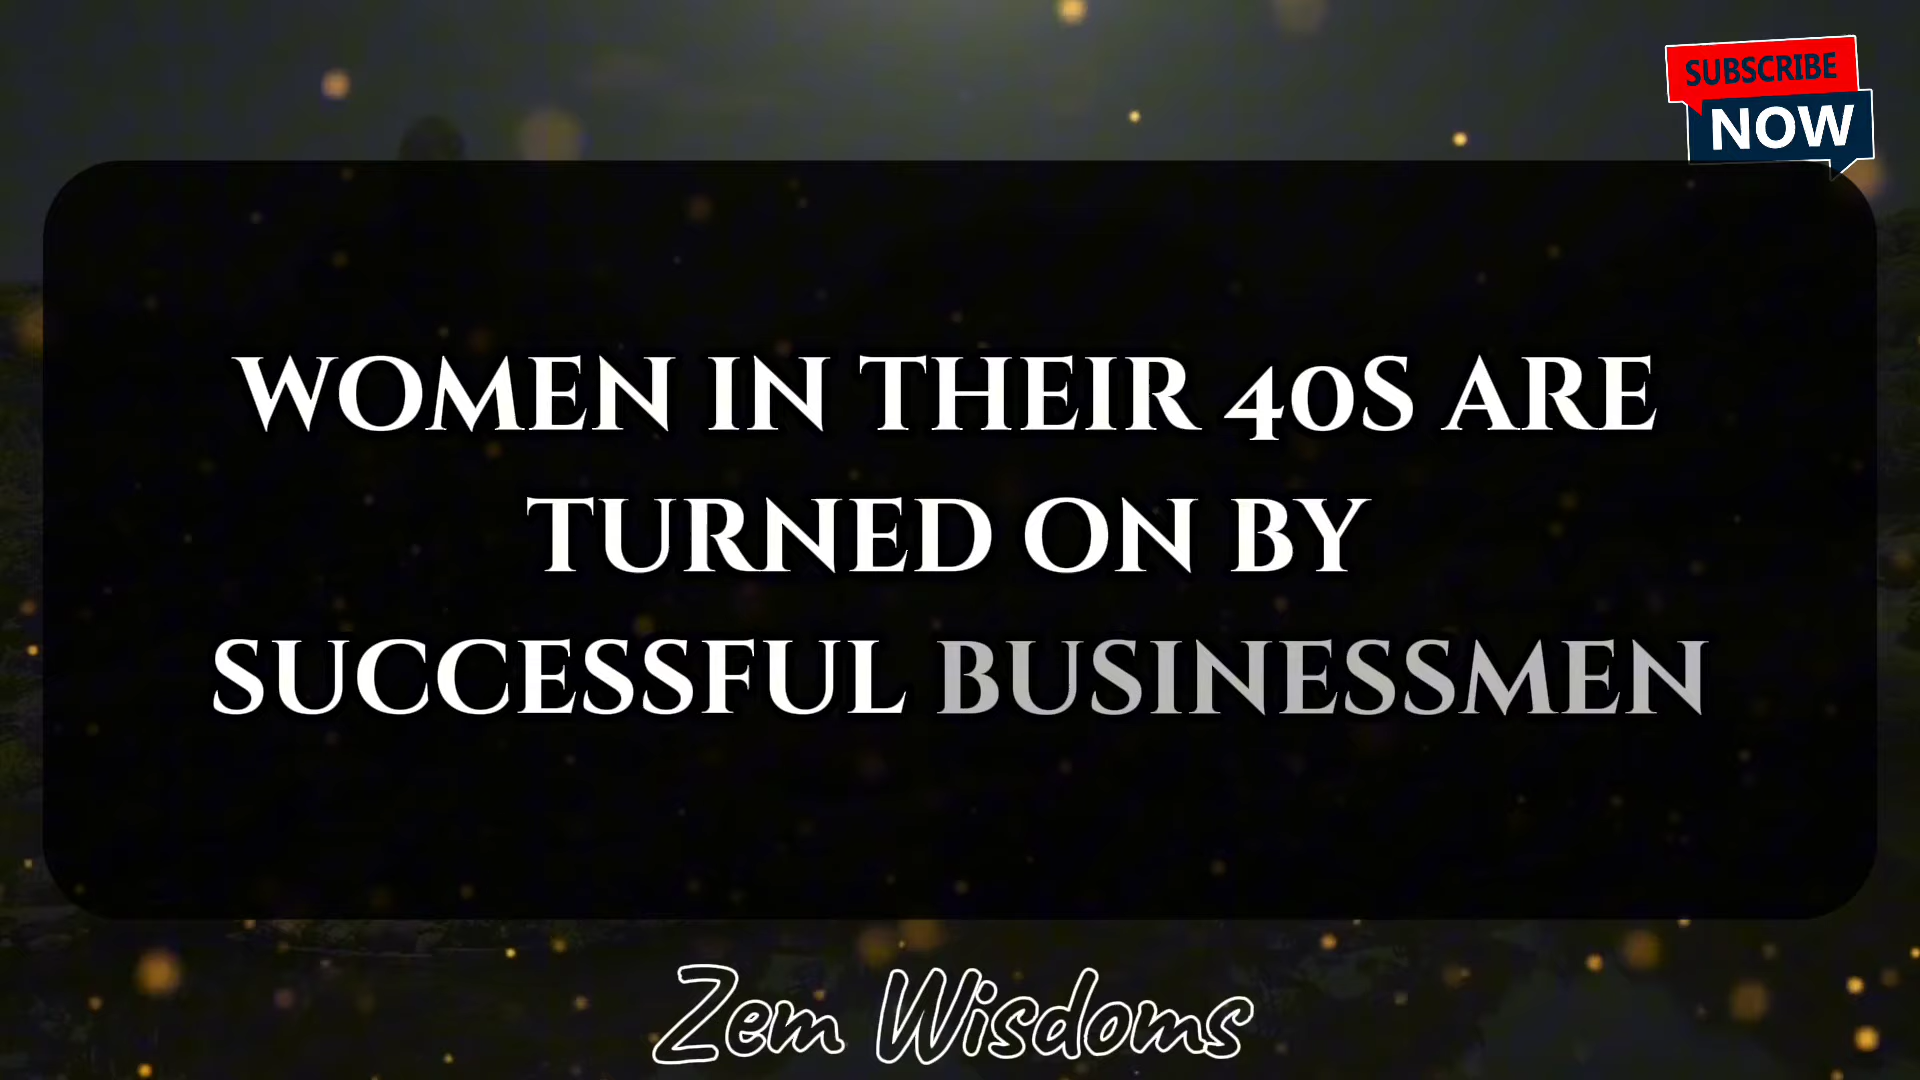 SUBSCRIBE
NOW
WOMEN IN THEIR 40S ARE
TURNED ON BY
SUCCESSFUL BUSINESSMEN
Zem Wisdoms